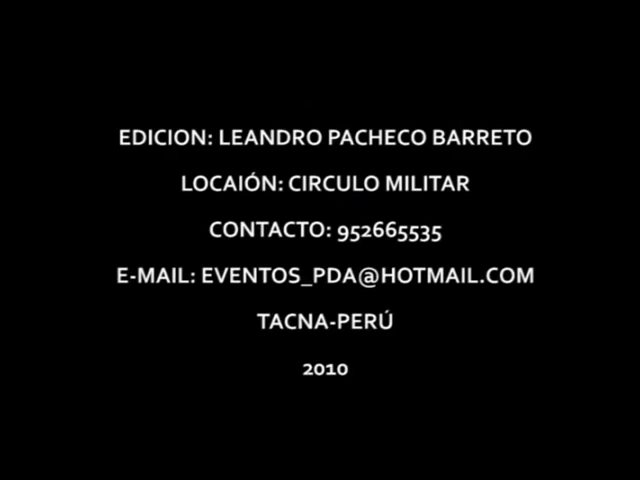 EDICION: LEANDRO PACHECO BARRETO
LOCAIÓN: CIRCULO MILITAR
CONTACTO: 952665535
E-MAIL: EVENTOS_PDA@HOTMAIL.COM
TACNA-PERÚ
2010